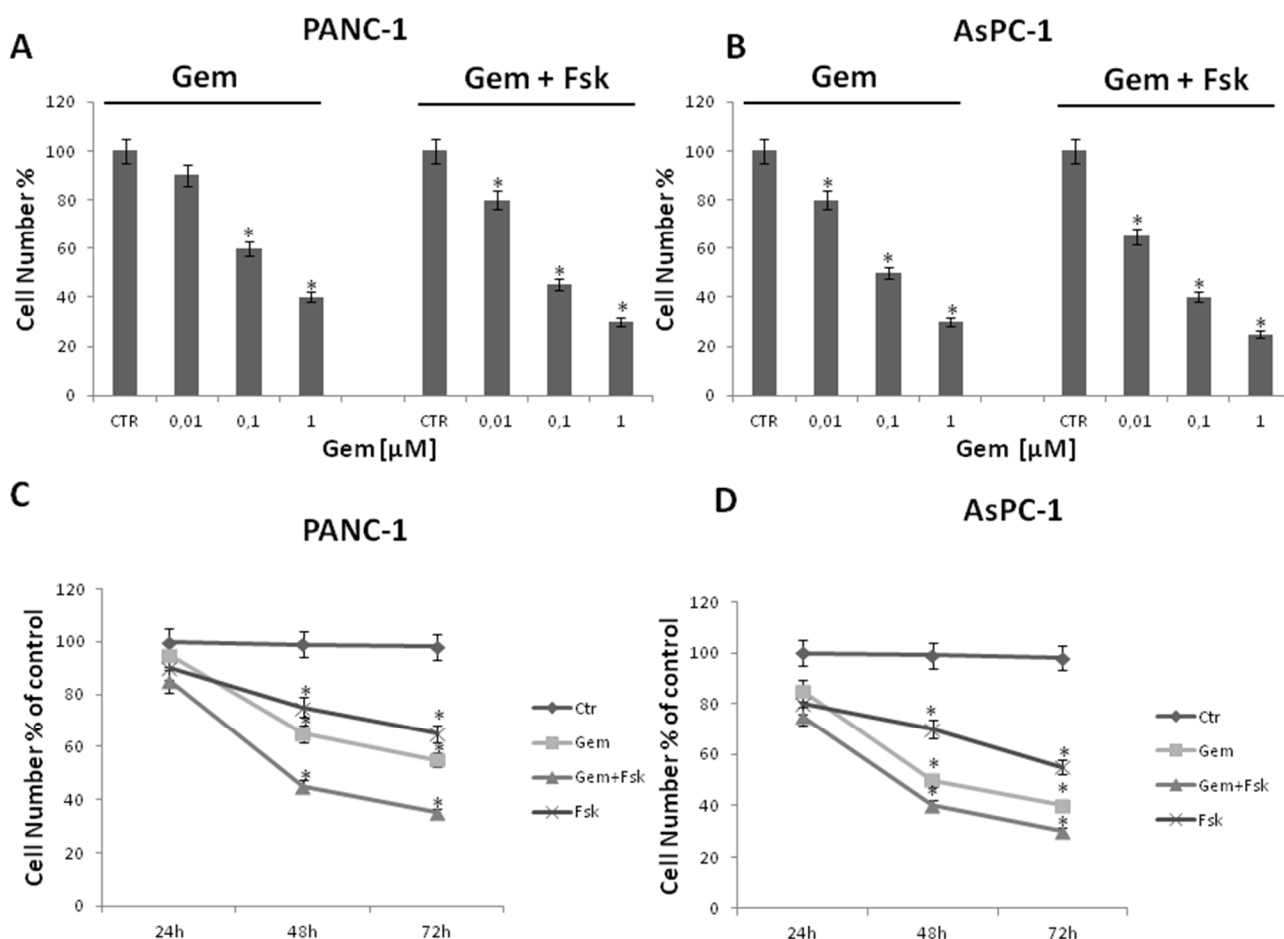 A
PANC-1
Gem
Gem + Fsk
120
100
80
60
40
20
0
Cell Number %
*
*
*
*
*
CTR 0,01 0,1 1 CTR 0,01 0,1 1
Gem [µM]
B
AsPC-1
Gem
Gem + Fsk
120
100
80
60
40
20
0
Cell Number %
*
*
*
*
*
*
CTR 0,01 0,1 1 CTR 0,01 0,1 1
Gem [µM]
C
PANC-1
120
100
80
60
40
20
0
Cell Number % of control
*
*
*
*
*
*
24h 48h 72h
Ctr
Gem
Gem+Fsk
Fsk
D
AsPC-1
120
100
80
60
40
20
0
Cell Number % of control
*
*
*
*
*
*
24h 48h 72h
Ctr
Gem
Gem+Fsk
Fsk